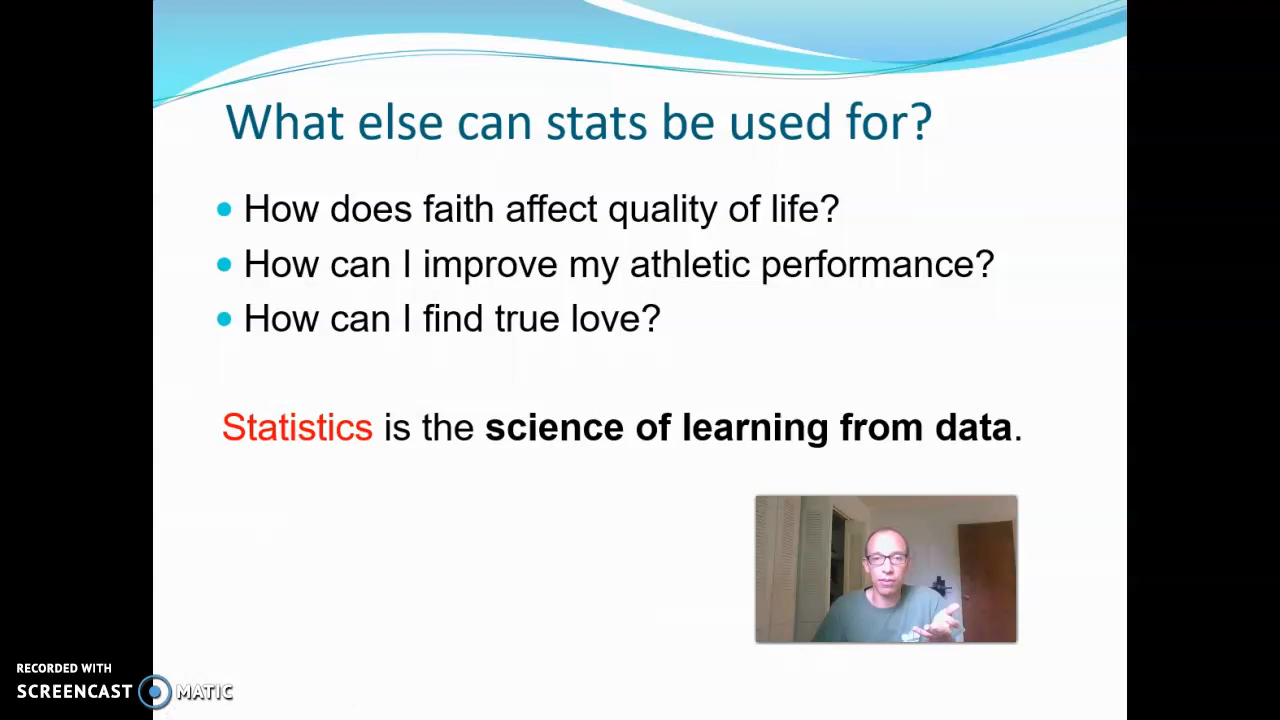 What else can stats be used for?
How does faith affect quality of life?
How can I improve my athletic performance?
How can I find true love?
Statistics is the science of learning from data.
RECORDED WITH
SCREENCAST MATIC